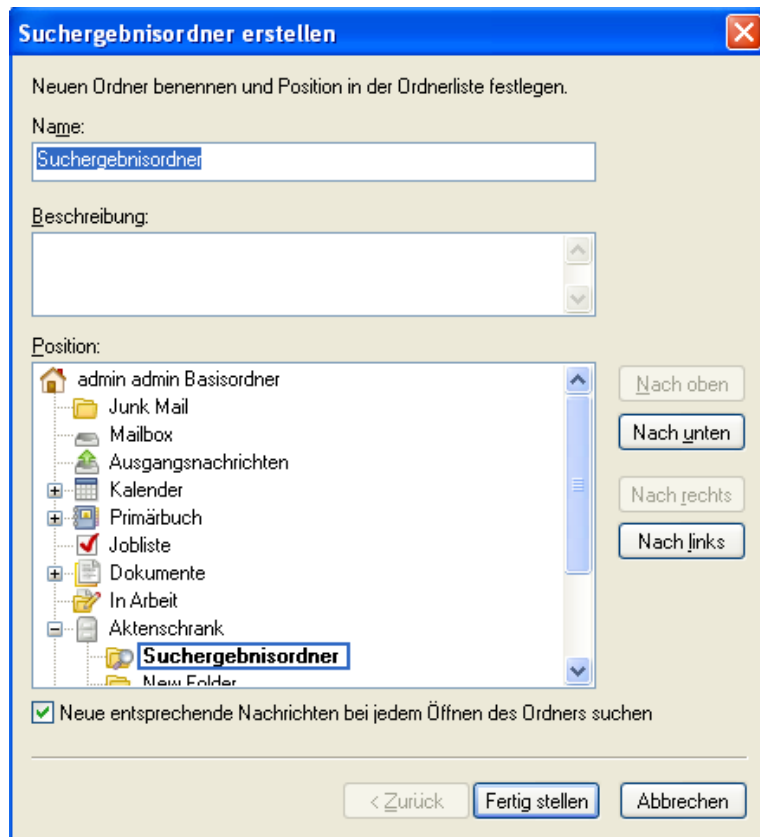 Suchergebnisordner erstellen
Neuen Ordner benennen und Position in der Ordnerliste festlegen.
Name:
Suchergebnisordner
Beschreibung:
Position:
admin admin Basisordner
Junk Mail
Mailbox
Ausgangsnachrichten
Kalender
Primärbuch
Jobliste
Dokumente
In Arbeit
Aktenschrank
Suchergebnisordner
New Folder
Nach oben
Nach unten
Nach rechts
Nach links
Neue entsprechende Nachrichten bei jedem Öffnen des Ordners suchen
< Zurück
Fertig stellen
Abbrechen